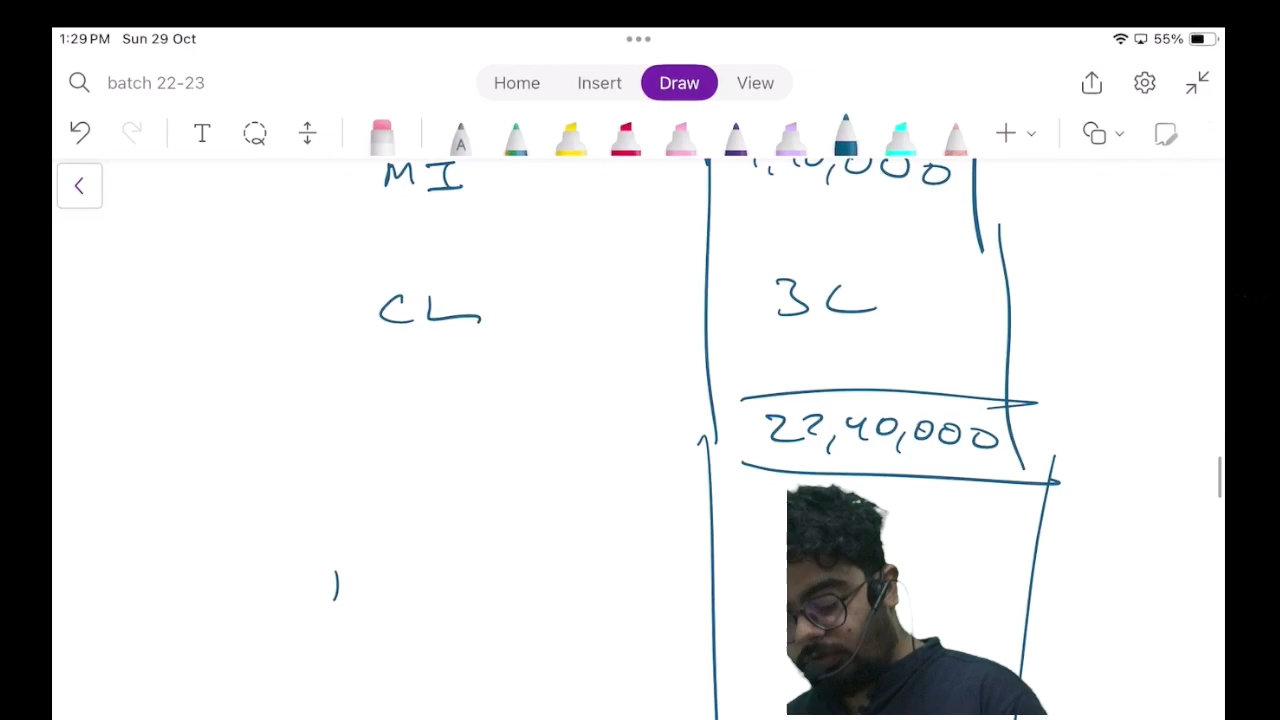 1:29 PM Sun 29 Oct
55%
batch 22-23
Home Insert Draw View
T
A
MI
CL 3L
22,40,000